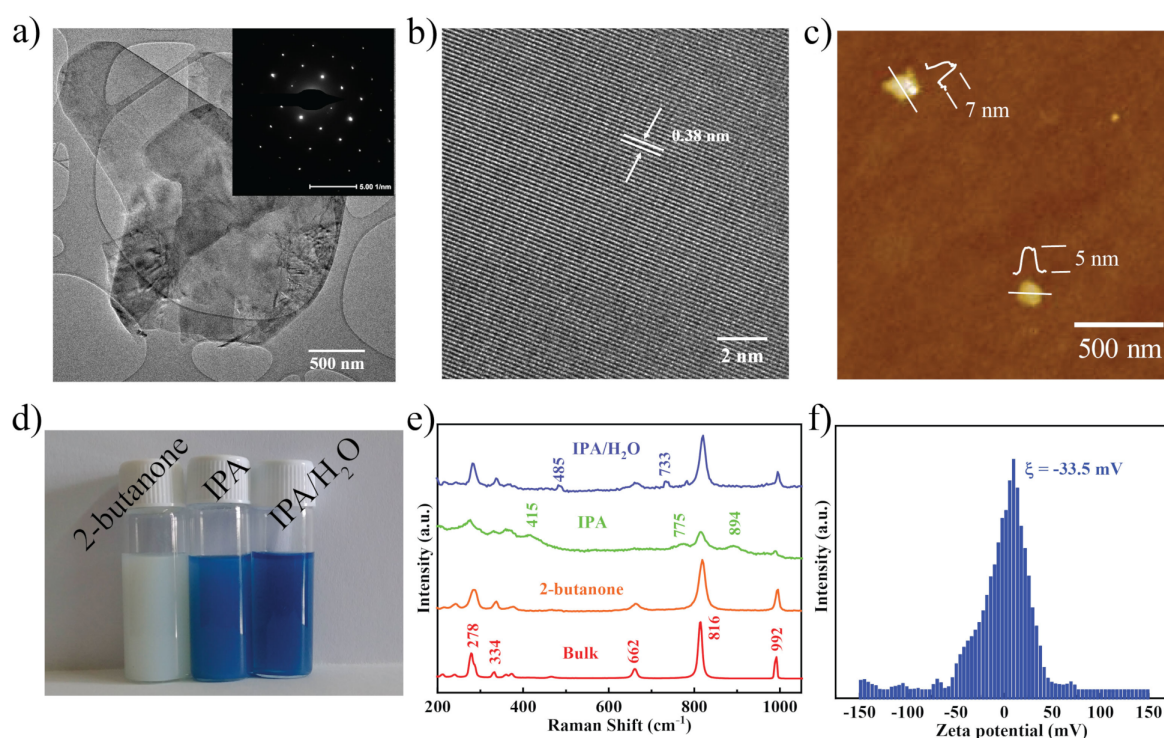 a)
5.00 1/nm
500 nm
b)
0.38 nm
2 nm
c)
7 nm
5 nm
500 nm
d)
2-butanone
IPA
IPA/H₂O
e)
Intensity (a.u.)
IPA/H₂O
485
733
IPA
415
775
894
2-butanone
Bulk
278
334
662
816
992
200 400 600 800 1000
Raman Shift (cm⁻¹)
f)
Intensity (a.u.)
ξ = -33.5 mV
-150 -100 -50 0 50 100 150
Zeta potential (mV)